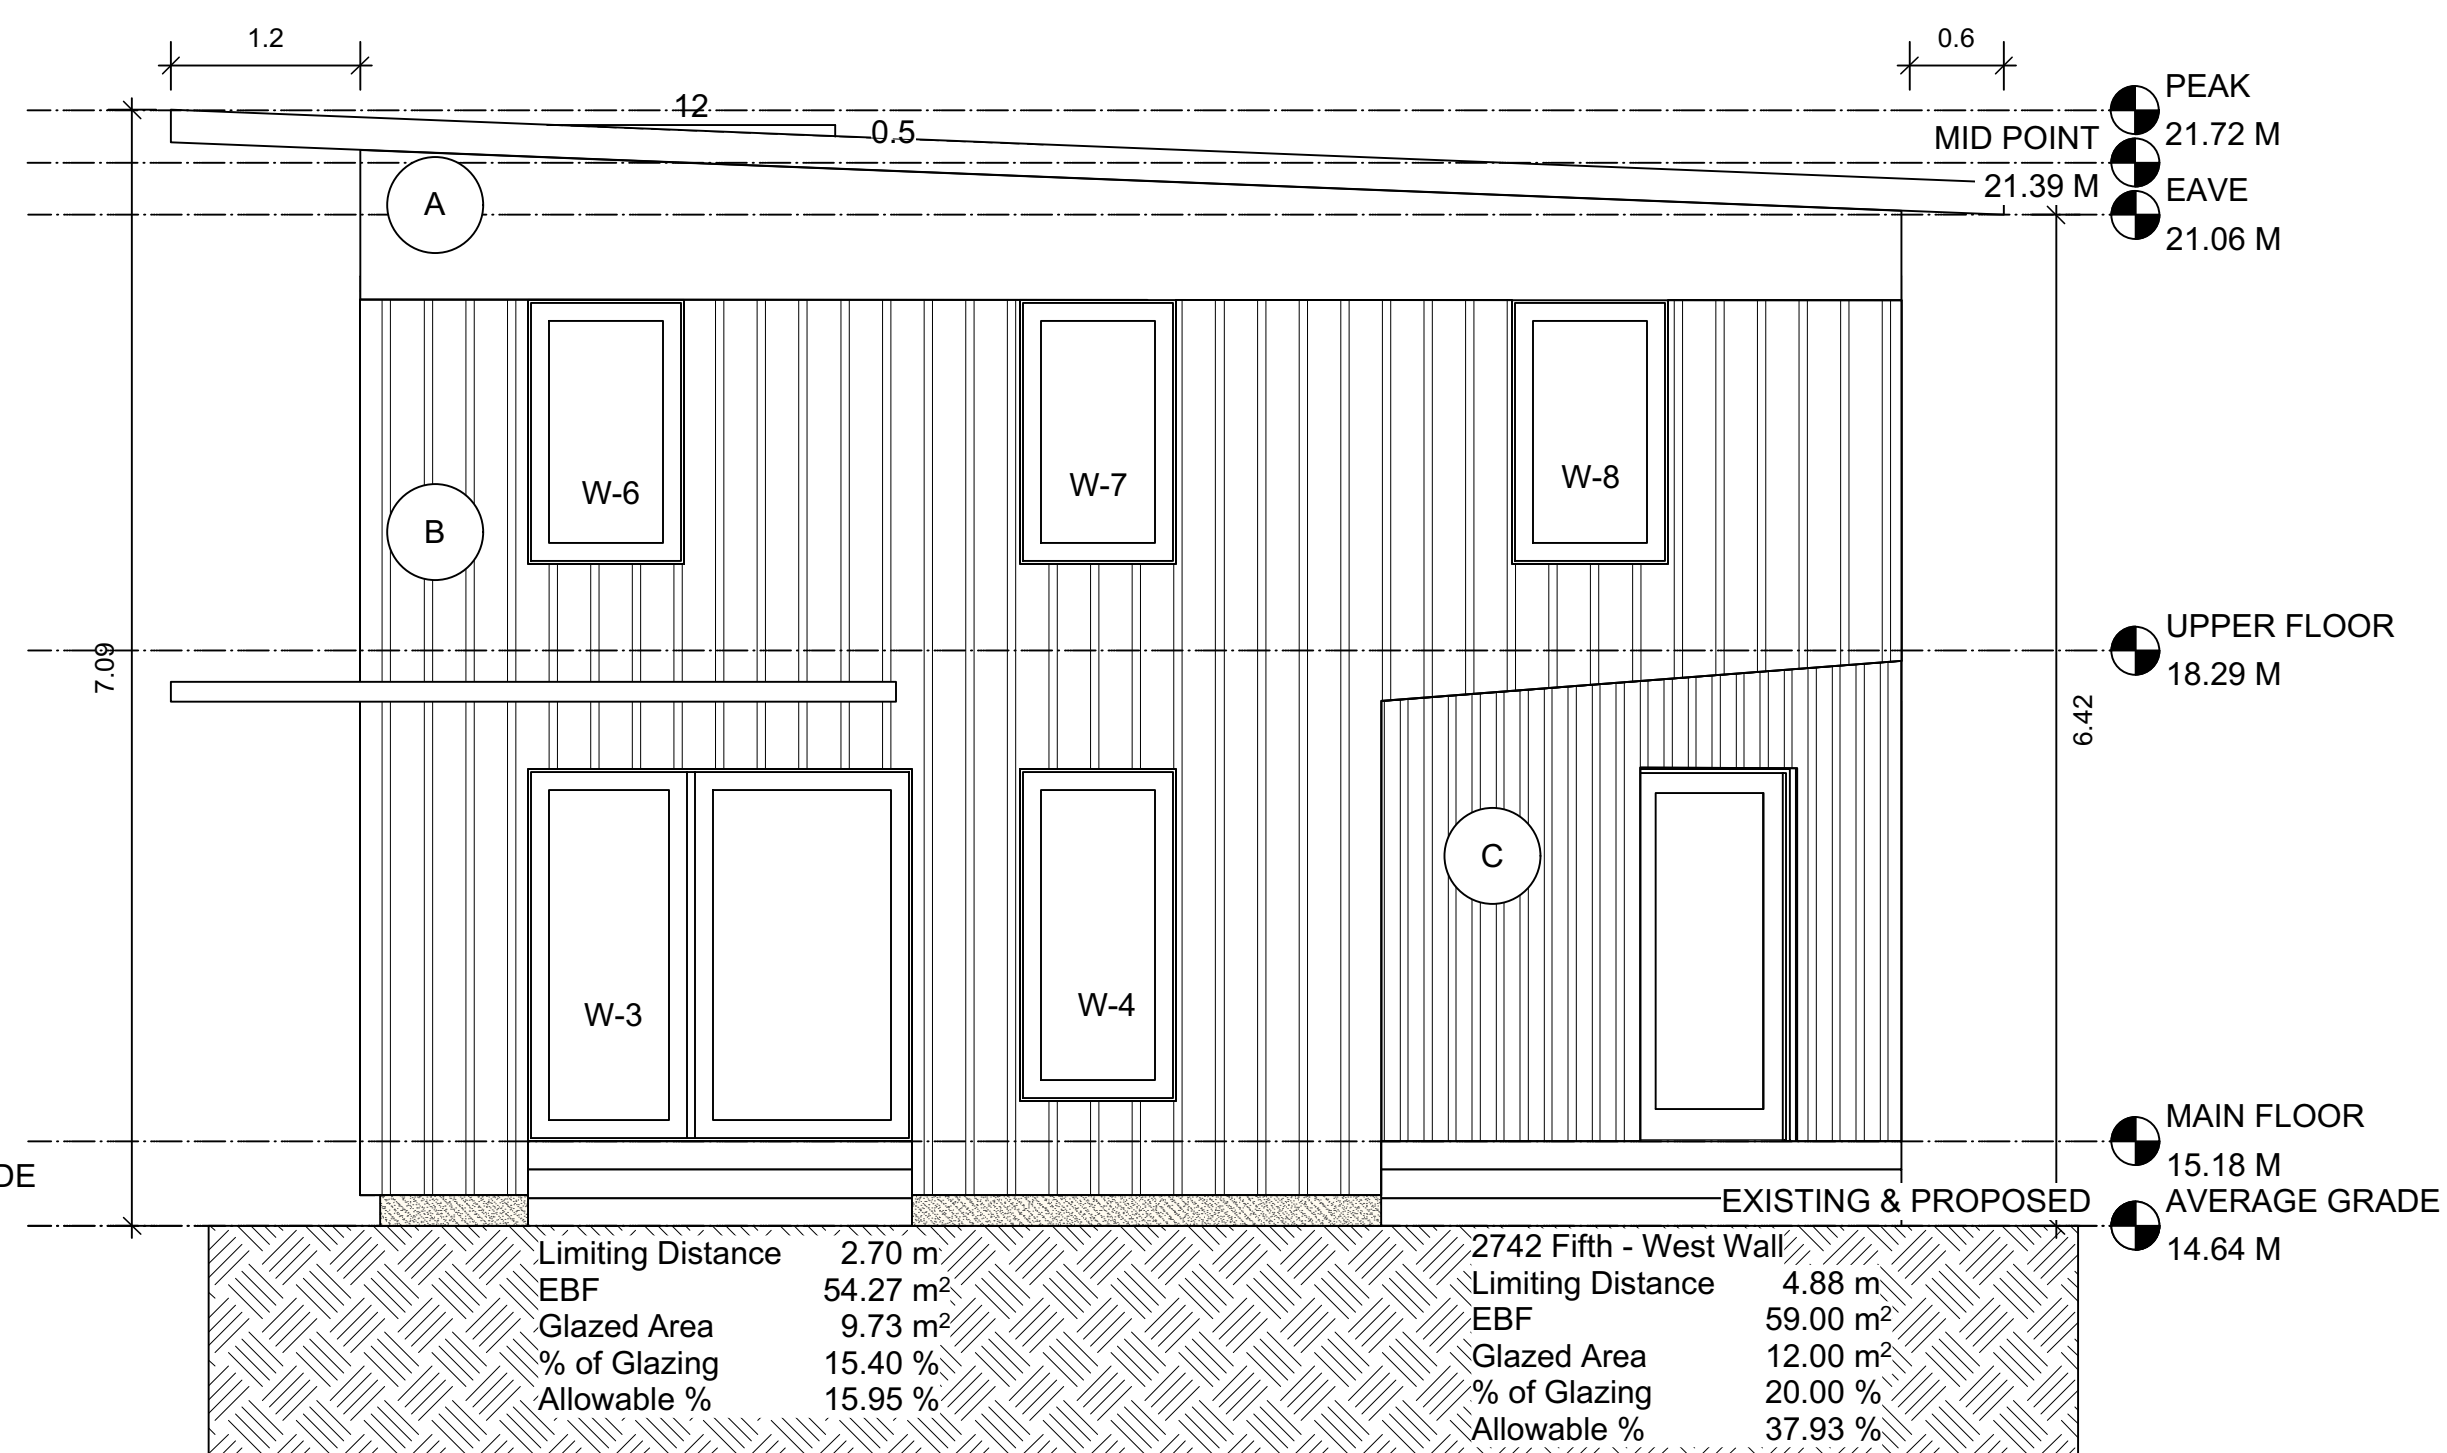 1.2
0.6
PEAK
21.72 M
12
0.5
MID POINT
21.39 M
EAVE
21.06 M
A
W-6
W-7
W-8
B
UPPER FLOOR
18.29 M
7.09
6.42
C
W-3
W-4
MAIN FLOOR
15.18 M
DE
EXISTING & PROPOSED
AVERAGE GRADE
14.64 M
Limiting Distance 2.70 m
EBF 54.27 m²
Glazed Area 9.73 m²
% of Glazing 15.40 %
Allowable % 15.95 %
2742 Fifth - West Wall
Limiting Distance 4.88 m
EBF 59.00 m²
Glazed Area 12.00 m²
% of Glazing 20.00 %
Allowable % 37.93 %